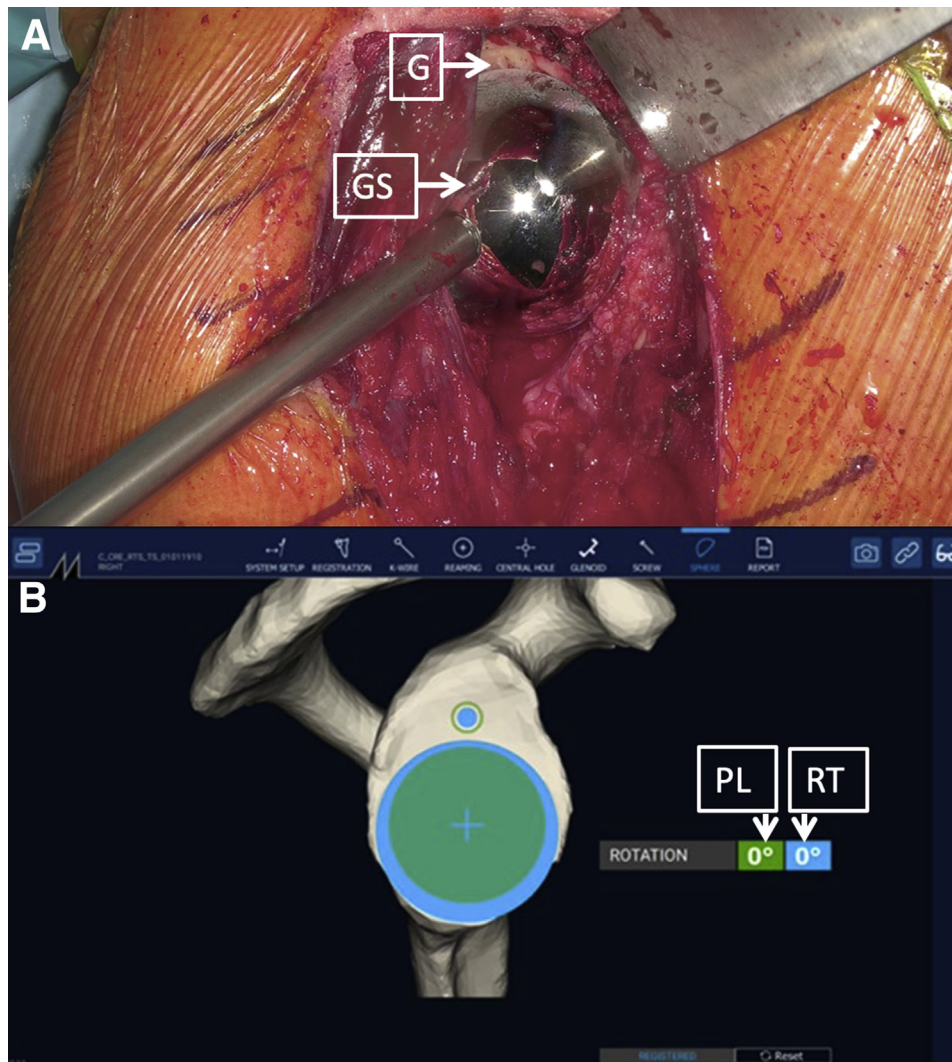 A
G
GS
C_ORE_RTS_TS_01011910
RIGHT
SYSTEM SETUP REGISTRATION K-WIRE REAMING CENTRAL HOLE GLENOID SCREW SPHERE REPORT
B
PL RT
ROTATION 0° 0°
REGISTERED Reset